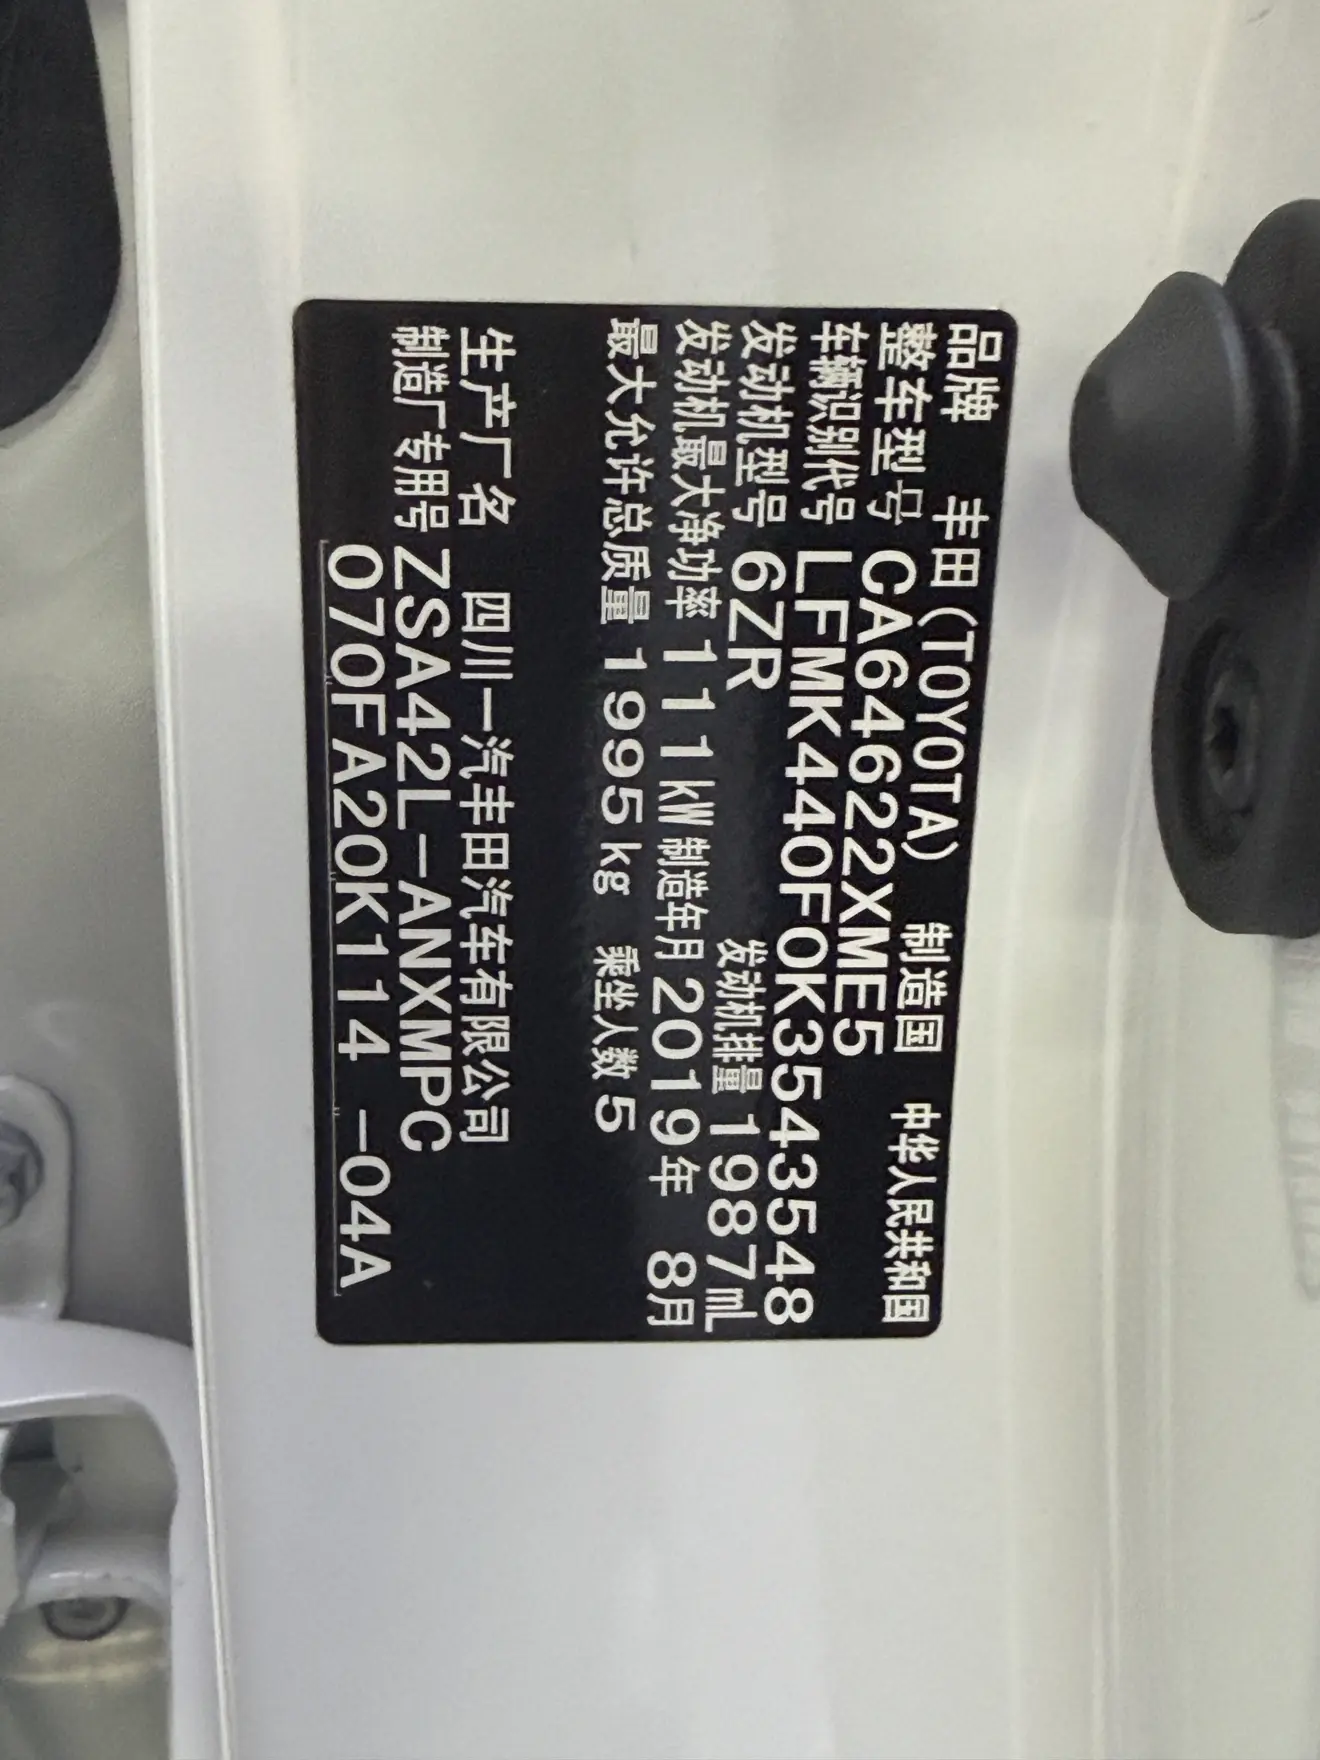 品牌 丰田(TOYOTA) 制造国 中华人民共和国
整车型号 CA64622XME5
车辆识别代号 LFMK440F0K3543548
发动机型号 6ZR 发动机排量 1987mL
发动机最大净功率 111kW 制造年月 2019年 8月
最大允许总质量 1995kg 乘坐人数 5
生产厂名 四川一汽丰田汽车有限公司
制造厂专用号 ZSA42L-ANXMPC
070FA20K114 -04A